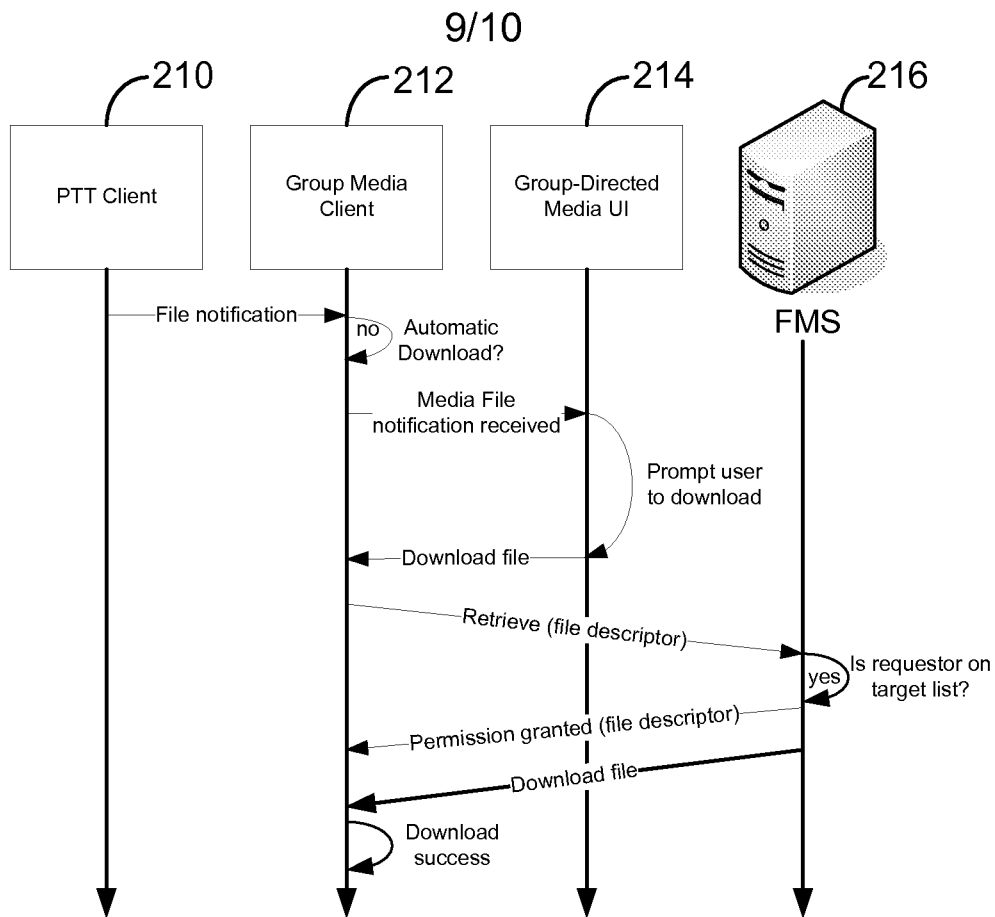 9/10
210
212
214
216
PTT Client
Group Media
Client
Group-Directed
Media UI
FMS
File notification
no
Automatic
Download?
Media File
notification received
Prompt user
to download
Download file
Retrieve (file descriptor)
Is requestor on
target list?
yes
Permission granted (file descriptor)
Download file
Download
success